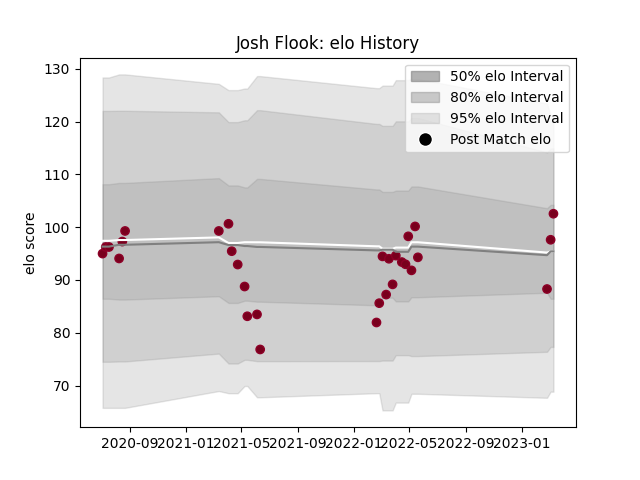 Josh Flook: elo History
130
120
110
100
90
80
70
elo score
50% elo Interval
80% elo Interval
95% elo Interval
Post Match elo
2020-09 2021-01 2021-05 2021-09 2022-01 2022-05 2022-09 2023-01